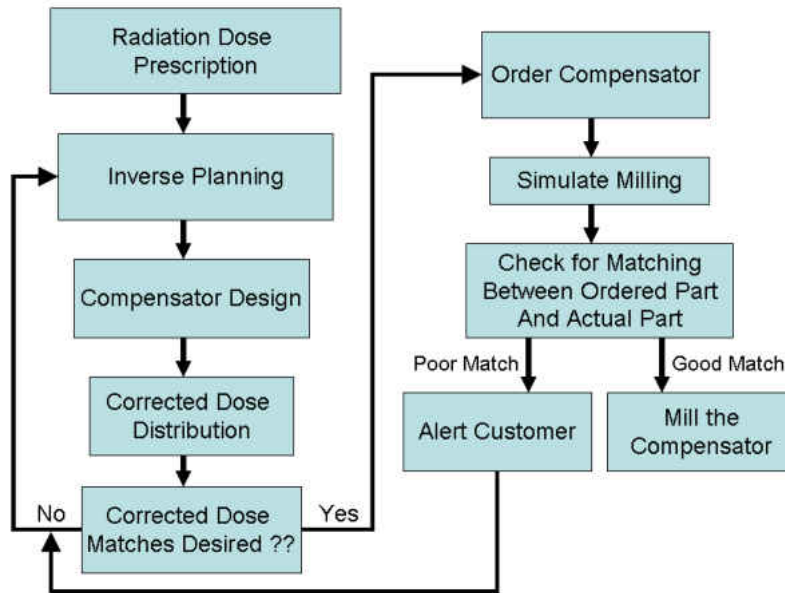 Radiation Dose
Prescription
Inverse Planning
Compensator Design
Corrected Dose
Distribution
No
Corrected Dose
Matches Desired ??
Yes
Order Compensator
Simulate Milling
Check for Matching
Between Ordered Part
And Actual Part
Poor Match
Good Match
Alert Customer
Mill the
Compensator